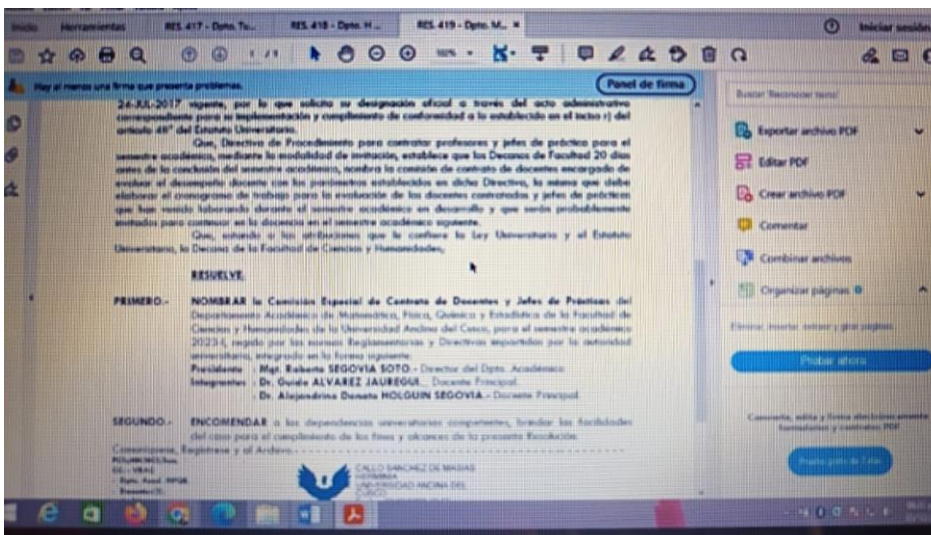 Inicio
Herramientas
RES. 417 - Dpto. Tu...
RES. 418 - Dpto. H...
RES. 419 - Dpto. M...
Iniciar sesión
Hay al menos una firma que presenta problemas.
Panel de firma
24-JUL-2017 vigente, por lo que solicita su designación oficial a través del acto administrativo
correspondiente para su implementación y cumplimiento de conformidad a lo establecido en el inciso r) del
artículo 48° del Estatuto Universitario.
Que, Directiva de Procedimiento para contratar profesores y jefes de práctica para el
semestre académico, mediante la modalidad de invitación, establece que los Decanos de Facultad 20 días
antes de la conclusión del semestre académico, nombra la comisión de contrato de docentes encargado de
evaluar el desempeño docente con los parámetros establecidos en dicha Directiva, la misma que debe
elaborar el cronograma de trabajo para la evaluación de los docentes contratados y jefes de prácticas
que han venido laborando durante el semestre académico en desarrollo y que serán probablemente
invitados para continuar en la docencia en el semestre académico siguiente.
Que, estando a las atribuciones que le confiere la Ley Universitaria y el Estatuto
Universitario, la Decana de la Facultad de Ciencias y Humanidades,
RESUELVE
PRIMERO.- NOMBRAR la Comisión Especial de Contrato de Docentes y Jefes de Prácticas del
Departamento Académico de Matemática, Física, Química y Estadística de la Facultad de
Ciencias y Humanidades de la Universidad Andina del Cusco, para el semestre académico
2023-I, regido por las normas Reglamentarias y Directivas impartidas por la autoridad
universitaria, integrado en la forma siguiente:
Presidente : Mgt. Roberto SEGOVIA SOTO.- Director del Dpto. Académico
Integrantes : Dr. Guido ALVAREZ JAUREGUI.- Docente Principal.
: Dr. Alejandrina Donata HOLGUIN SEGOVIA.- Docente Principal
SEGUNDO.- ENCOMENDAR a las dependencias universitarias competentes, brindar las facilidades
del caso para el cumplimiento de los fines y alcances de la presente Resolución.
Comuníquese, Regístrese y al Archivo.
CALLO SANCHEZ DE MASIAS
HERMINIA
UNIVERSIDAD ANDINA DEL
CUSCO
Buscar 'Reconocer texto'
Exportar archivo PDF
Editar PDF
Crear archivo PDF
Comentar
Combinar archivos
Organizar páginas
Eliminar, insertar, extraer y girar páginas.
Probar ahora
Convierta, edite y firme electrónicamente
formularios y contratos PDF